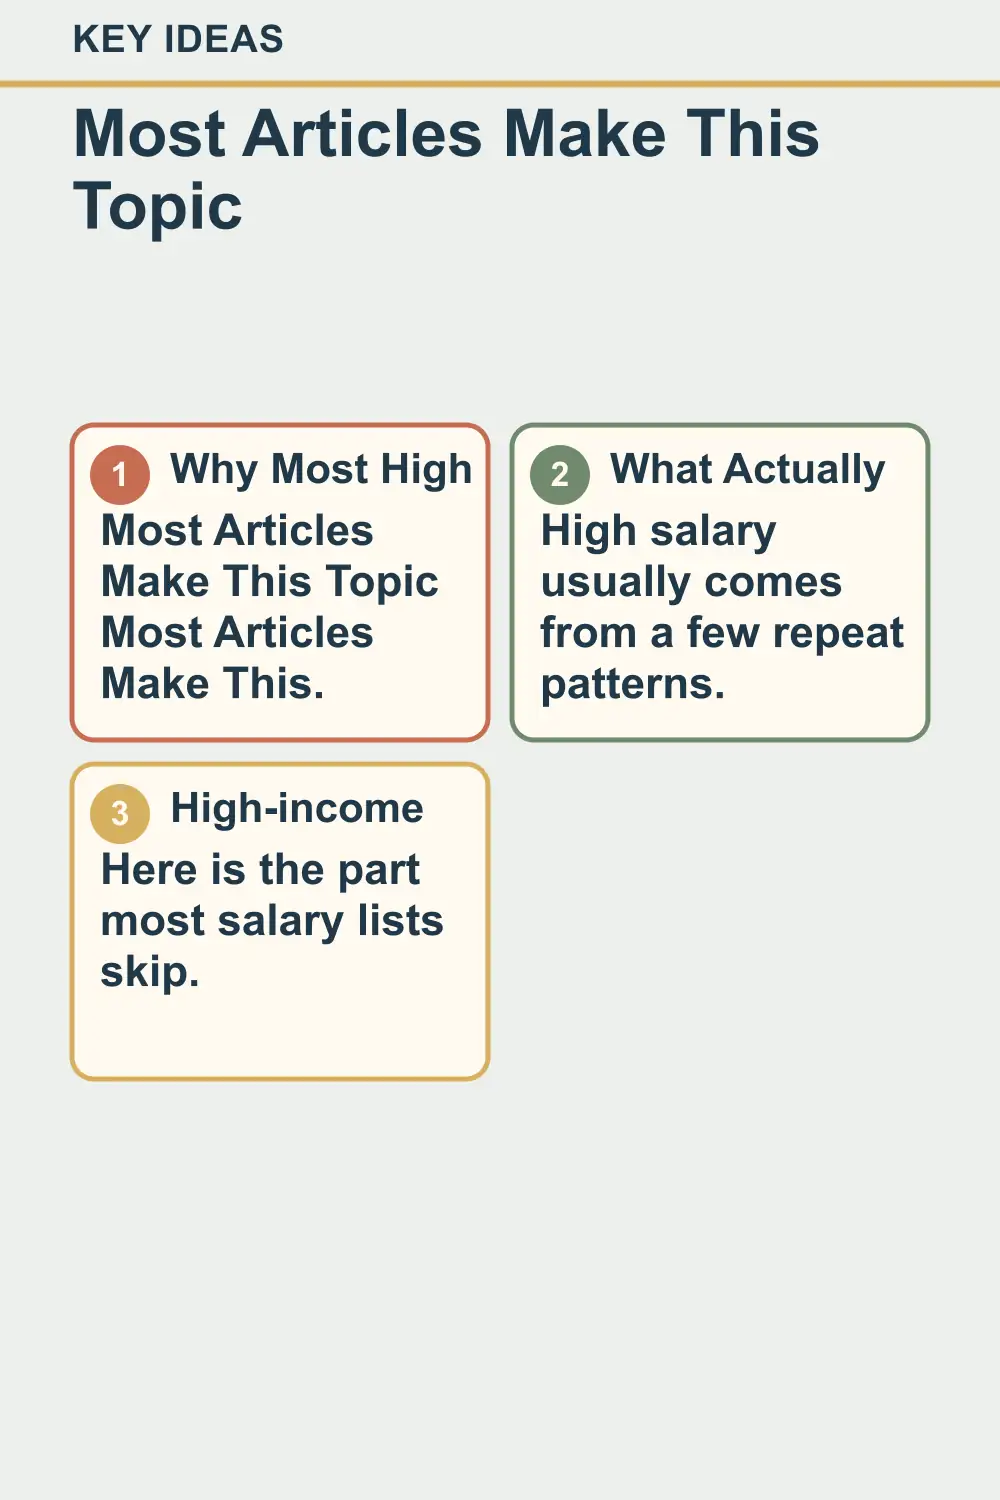 KEY IDEAS
Most Articles Make This
Topic
1 Why Most High
Most Articles
Make This Topic
Most Articles
Make This.
2 What Actually
High salary
usually comes
from a few repeat
patterns.
3 High-income
Here is the part
most salary lists
skip.